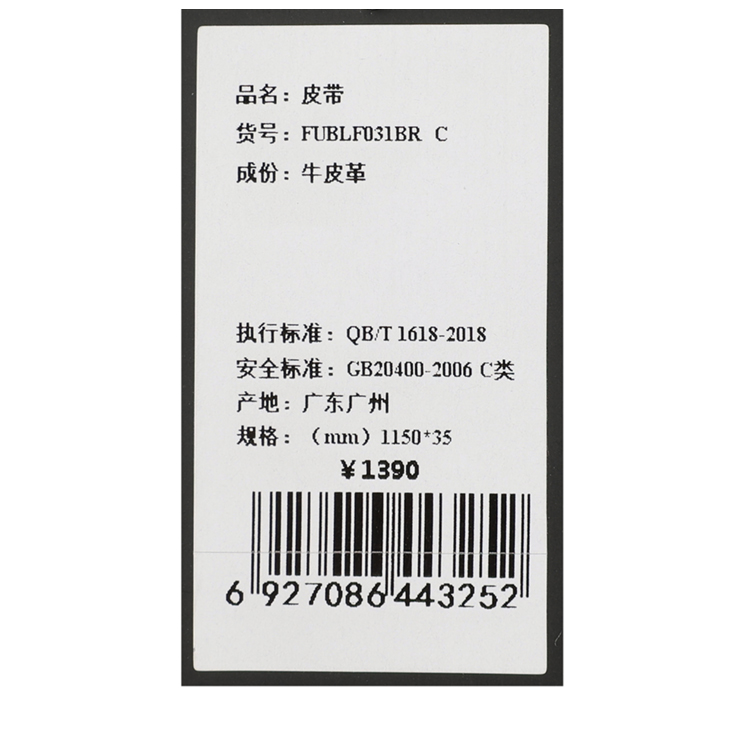 品名：皮带
货号：FUBLF031BR C
成份：牛皮革
执行标准：QB/T 1618-2018
安全标准：GB20400-2006 C类
产地：广东广州
规格：（mm）1150*35
￥1390
6 927086 443252